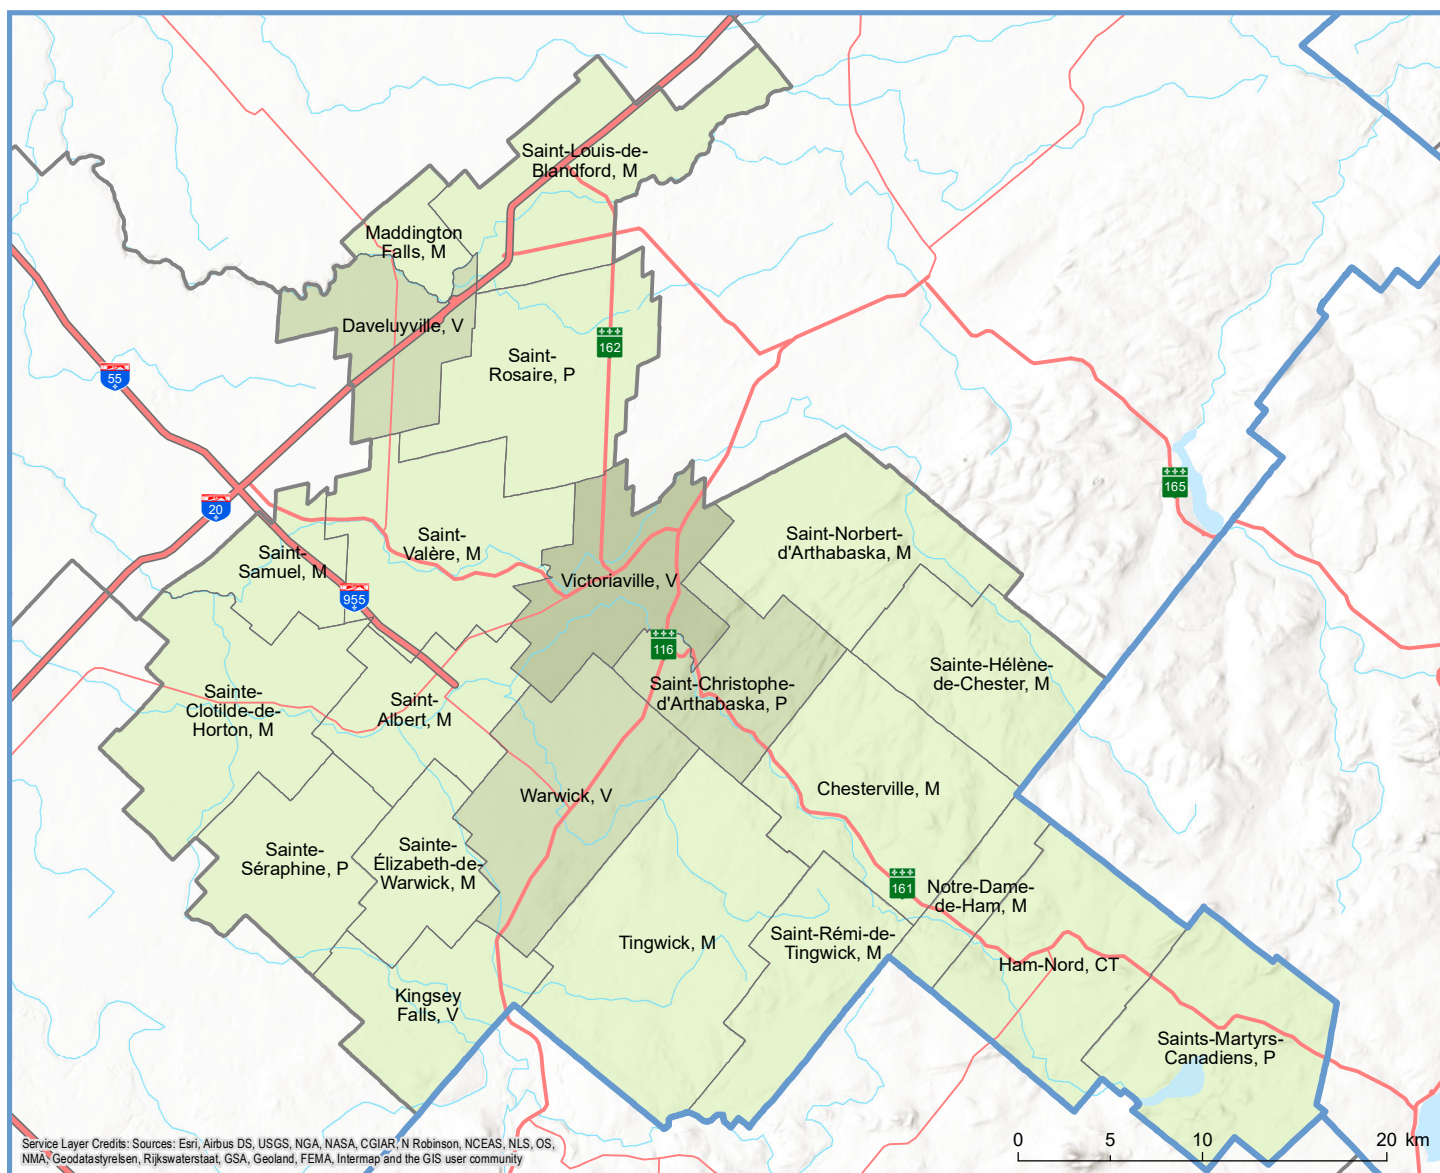 Saint-Louis-de-
Blandford, M
Maddington
Falls, M
Daveluyville, V
Saint-
Rosaire, P
162
55
165
20
Saint-
Samuel, M
Saint-
Valère, M
Saint-Norbert-
d'Arthabaska, M
Victoriaville, V
955
116
Sainte-Hélène-
de-Chester, M
Saint-Christophe-
d'Arthabaska, P
Sainte-
Clotilde-de-
Horton, M
Saint-
Albert, M
Warwick, V
Chesterville, M
Sainte-
Séraphine, P
Sainte-
Élizabeth-de-
Warwick, M
161
Notre-Dame-
de-Ham, M
Tingwick, M
Saint-Rémi-de-
Tingwick, M
Ham-Nord, CT
Kingsey
Falls, V
Saints-Martyrs-
Canadiens, P
Service Layer Credits: Sources: Esri, Airbus DS, USGS, NGA, NASA, CGIAR, N Robinson, NCEAS, NLS, OS,
NMA, Geodatastyrelsen, Rijkswaterstaat, GSA, Geoland, FEMA, Intermap and the GIS user community
0 5 10 20 km